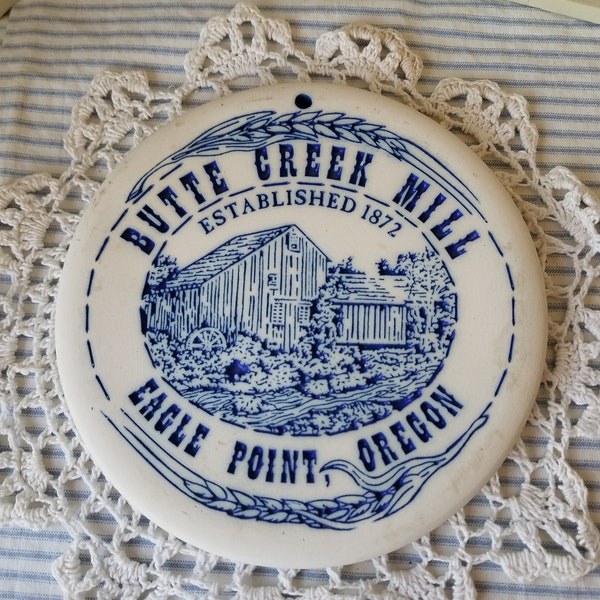 BUTTE CREEK MILL
ESTABLISHED 1872
EAGLE POINT, OREGON